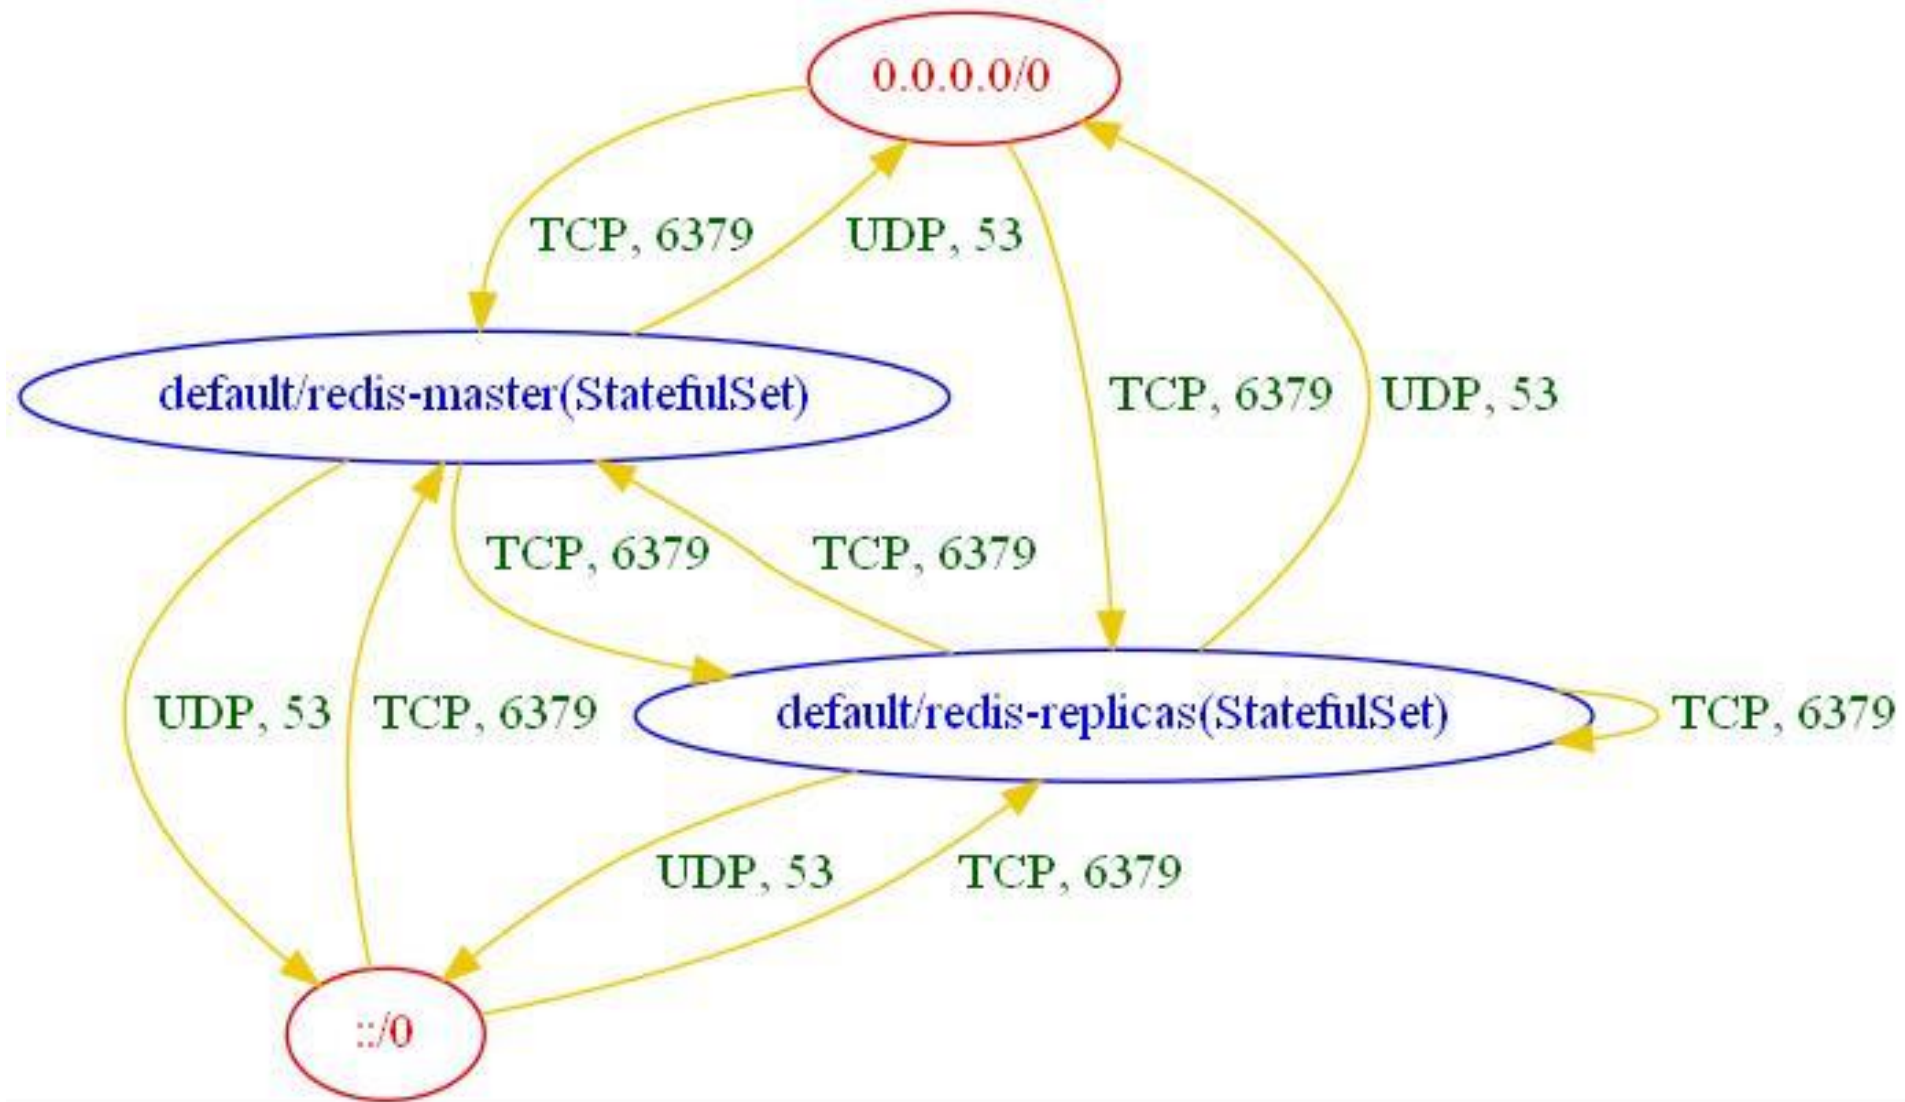 0.0.0.0/0
TCP, 6379
UDP, 53
default/redis-master(StatefulSet)
TCP, 6379
UDP, 53
TCP, 6379
TCP, 6379
UDP, 53
TCP, 6379
default/redis-replicas(StatefulSet)
TCP, 6379
UDP, 53
TCP, 6379
::/0